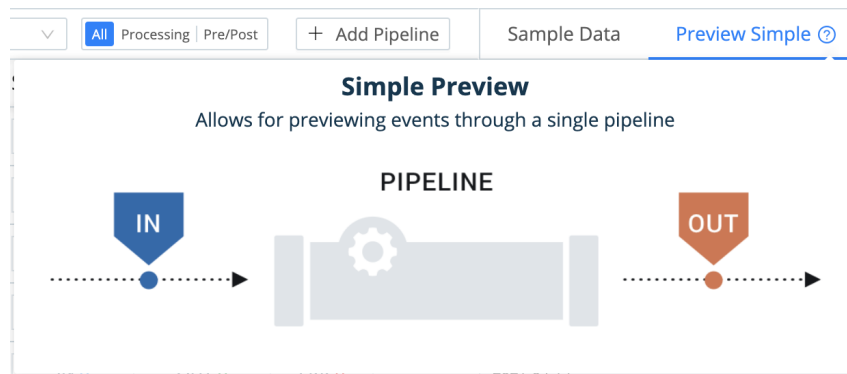 All Processing Pre/Post + Add Pipeline Sample Data Preview Simple ?
Simple Preview
Allows for previewing events through a single pipeline
PIPELINE
IN OUT